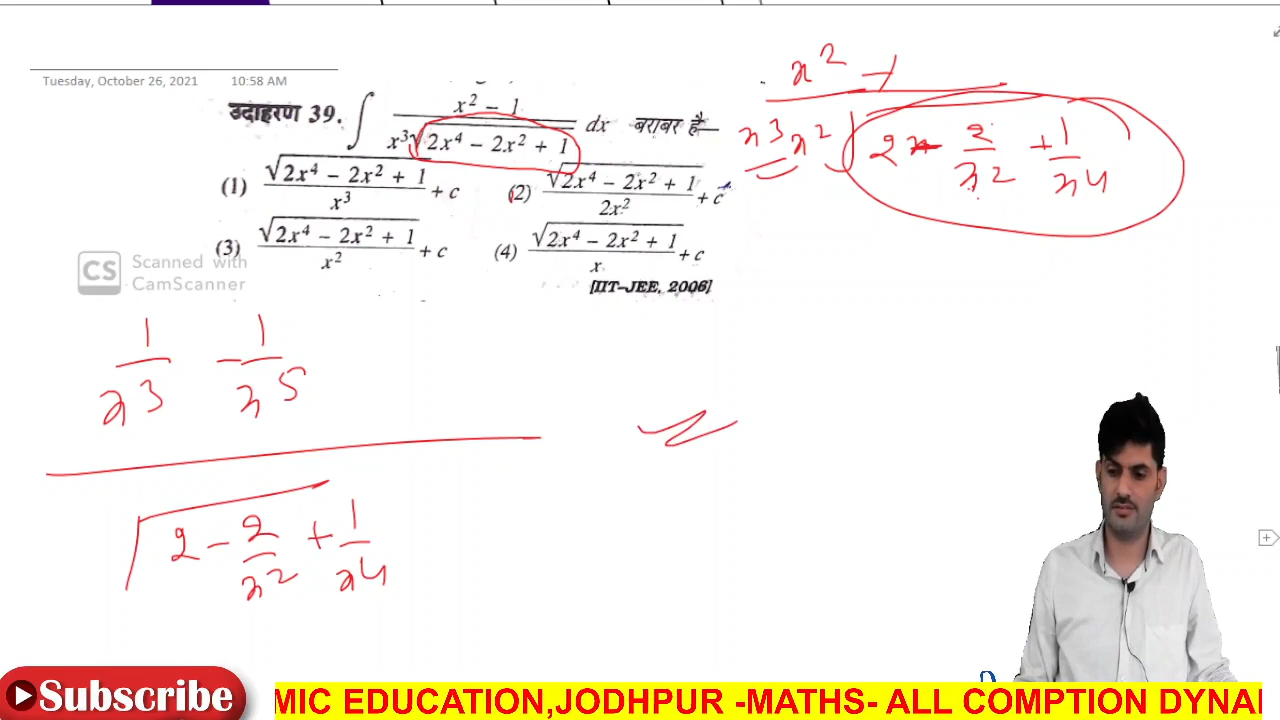 Tuesday, October 26, 2021 10:58 AM
उदाहरण 39. ∫ (x² − 1) / (x³√(2x⁴ − 2x² + 1)) dx बराबर है—
(1) √(2x⁴ − 2x² + 1) / x³ + c
(2) √(2x⁴ − 2x² + 1) / 2x² + c
(3) √(2x⁴ − 2x² + 1) / x² + c
(4) √(2x⁴ − 2x² + 1) / x + c
[IIT–JEE, 2006]
CS Scanned with
CamScanner
x² − 1
x³ x² √(2 − 2/x² + 1/x⁴)
1/x³ − 1/x⁵
√(2 − 2/x² + 1/x⁴)
Subscribe
MIC EDUCATION,JODHPUR -MATHS- ALL COMPTION DYNA